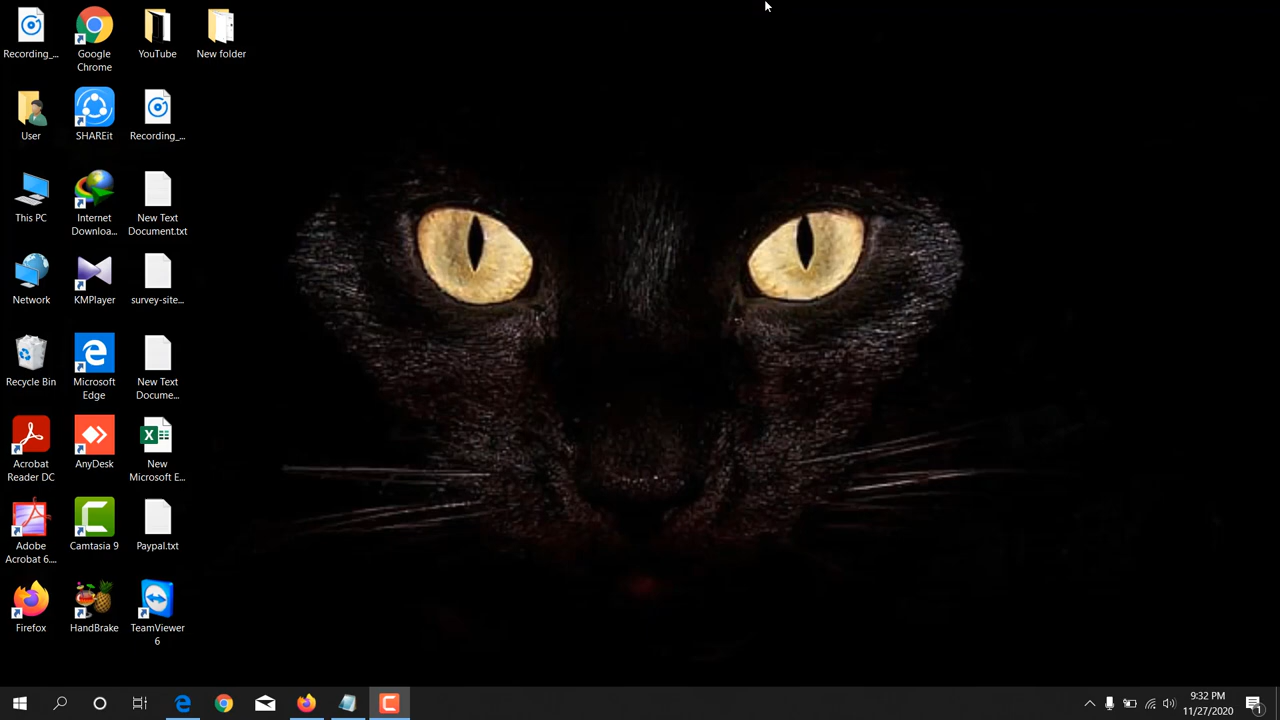 Recording_...
Google
Chrome
YouTube
New folder
User
SHAREit
Recording_...
This PC
Internet
Downloa...
New Text
Document.txt
Network
KMPlayer
survey-site...
Recycle Bin
Microsoft
Edge
New Text
Docume...
Acrobat
Reader DC
AnyDesk
New
Microsoft E...
Adobe
Acrobat 6....
Camtasia 9
Paypal.txt
Firefox
HandBrake
TeamViewer
6
9:32 PM
11/27/2020
1